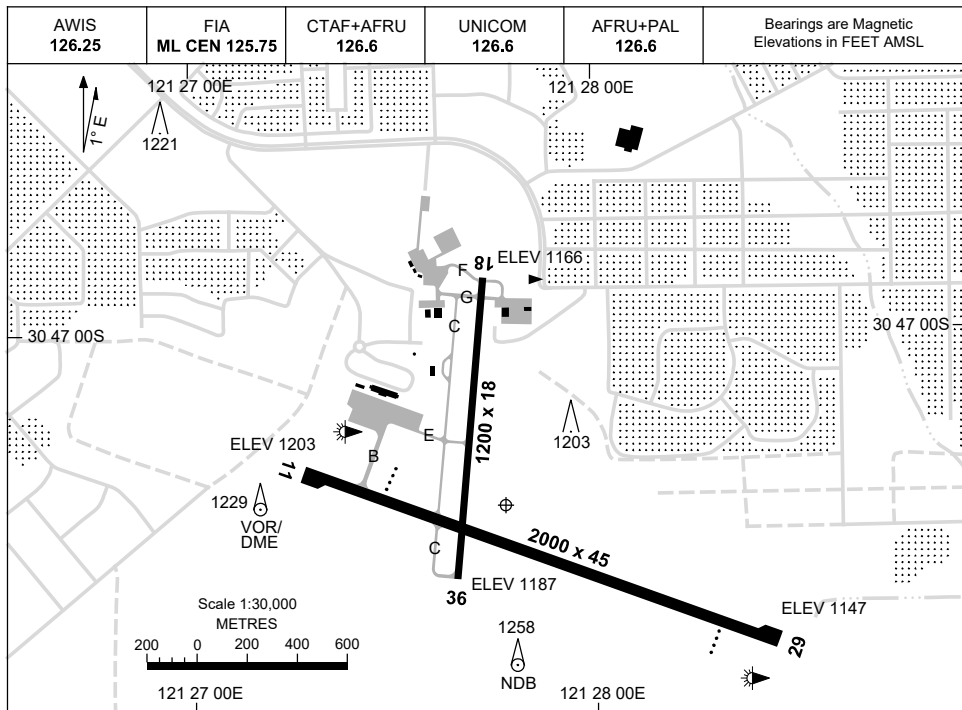 AWIS
126.25
FIA
ML CEN 125.75
CTAF+AFRU
126.6
UNICOM
126.6
AFRU+PAL
126.6
Bearings are Magnetic
Elevations in FEET AMSL
121 27 00E
121 28 00E
1° E
1221
18
ELEV 1166
F
G
C
30 47 00S
30 47 00S
1200 x 18
1203
E
B
ELEV 1203
11
1229
VOR/
DME
C
2000 x 45
ELEV 1187
36
ELEV 1147
29
Scale 1:30,000
METRES
200 0 200 400 600
1258
NDB
121 27 00E
121 28 00E